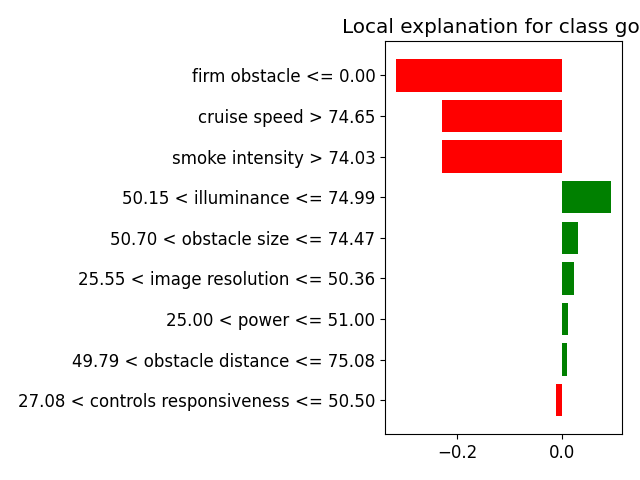 Local explanation for class go
firm obstacle <= 0.00
cruise speed > 74.65
smoke intensity > 74.03
50.15 < illuminance <= 74.99
50.70 < obstacle size <= 74.47
25.55 < image resolution <= 50.36
25.00 < power <= 51.00
49.79 < obstacle distance <= 75.08
27.08 < controls responsiveness <= 50.50
−0.2 0.0